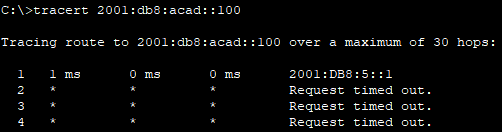 C:\>tracert 2001:db8:acad::100
Tracing route to 2001:db8:acad::100 over a maximum of 30 hops:
1 1 ms 0 ms 0 ms 2001:DB8:5::1
2 * * * Request timed out.
3 * * * Request timed out.
4 * * * Request timed out.